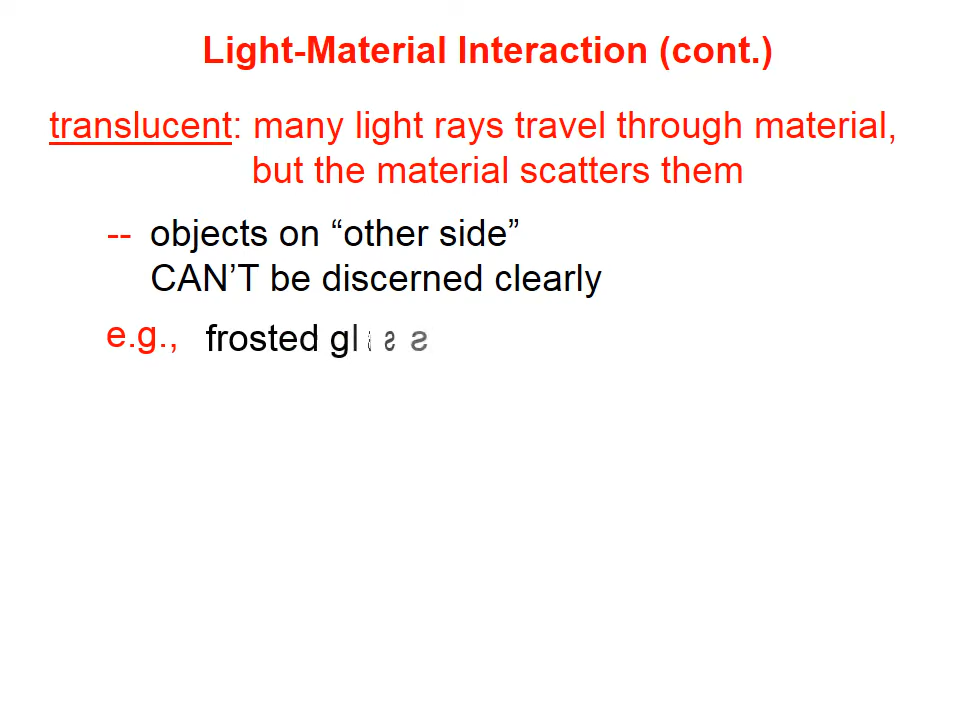 Light-Material Interaction (cont.)
translucent: many light rays travel through material,
but the material scatters them
-- objects on “other side”
CAN’T be discerned clearly
e.g., frosted glass